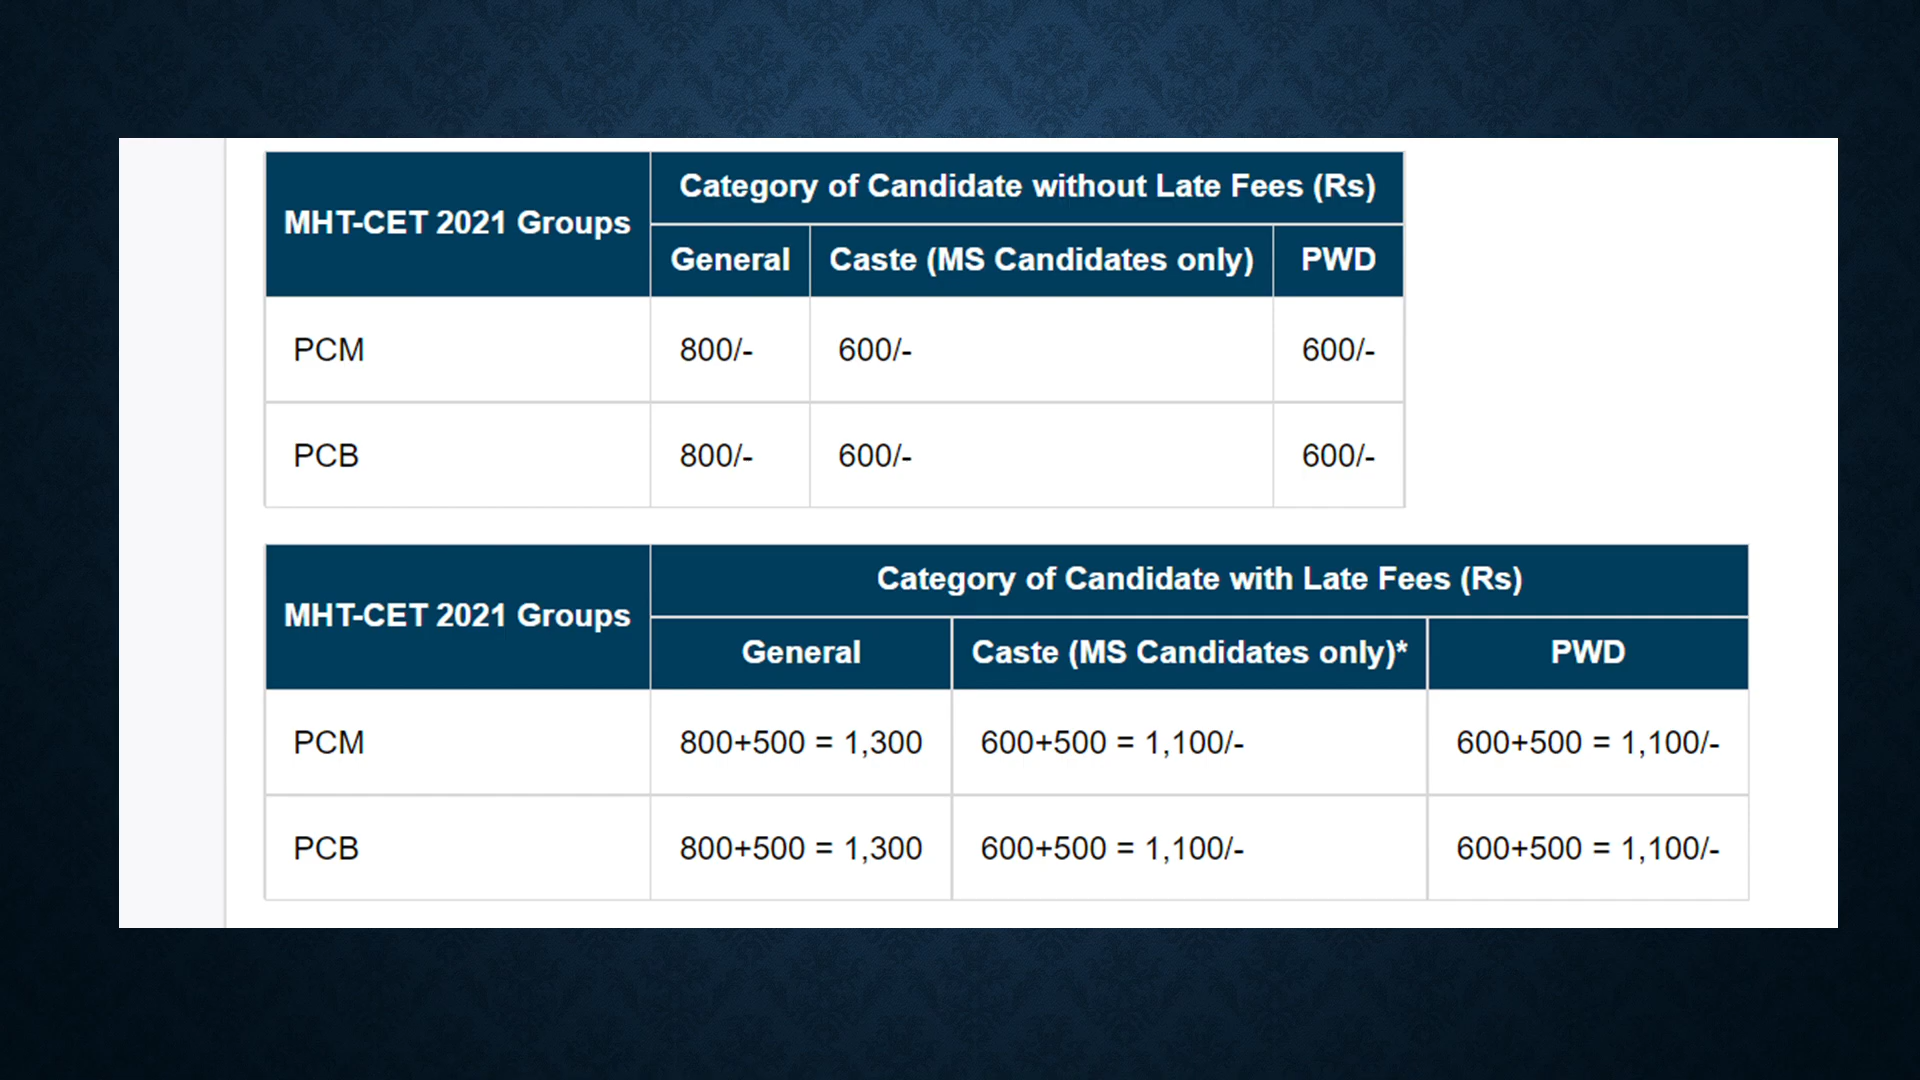 MHT-CET 2021 Groups
Category of Candidate without Late Fees (Rs)
General Caste (MS Candidates only) PWD
PCM 800/- 600/- 600/-
PCB 800/- 600/- 600/-
MHT-CET 2021 Groups
Category of Candidate with Late Fees (Rs)
General Caste (MS Candidates only)* PWD
PCM 800+500 = 1,300 600+500 = 1,100/- 600+500 = 1,100/-
PCB 800+500 = 1,300 600+500 = 1,100/- 600+500 = 1,100/-